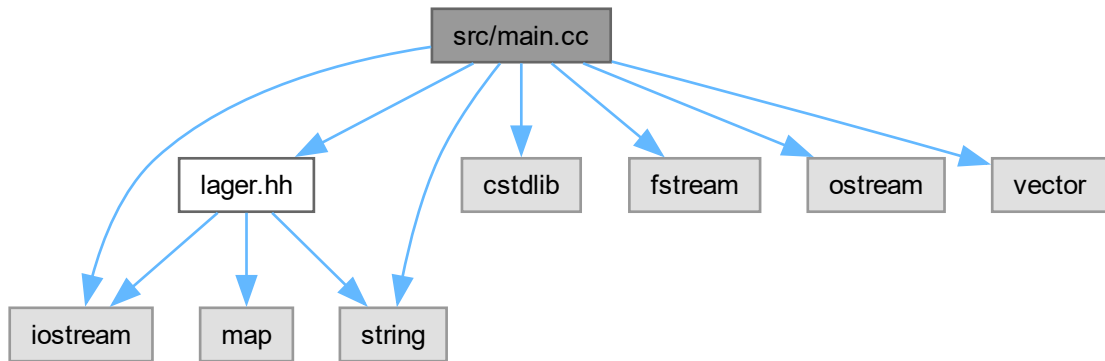 src/main.cc
lager.hh
cstdlib
fstream
ostream
vector
iostream
map
string